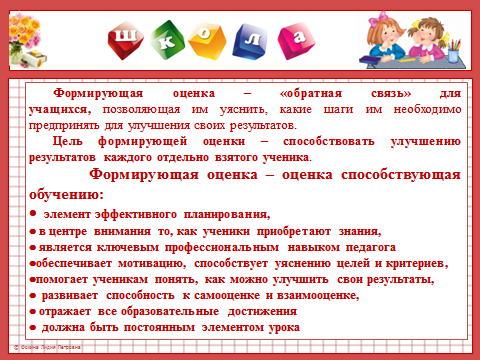 школа
Формирующая оценка – «обратная связь» для
учащихся, позволяющая им уяснить, какие шаги им необходимо
предпринять для улучшения своих результатов.
Цель формирующей оценки – способствовать улучшению
результатов каждого отдельно взятого ученика.
Формирующая оценка – оценка способствующая
обучению:
● элемент эффективного планирования,
● в центре внимания то, как ученики приобретают знания,
● является ключевым профессиональным навыком педагога
●обеспечивает мотивацию, способствует уяснению целей и критериев,
●помогает ученикам понять, как можно улучшить свои результаты,
● развивает способность к самооценке и взаимооценке,
● отражает все образовательные достижения
● должна быть постоянным элементом урока
© Фокина Лидия Петровна